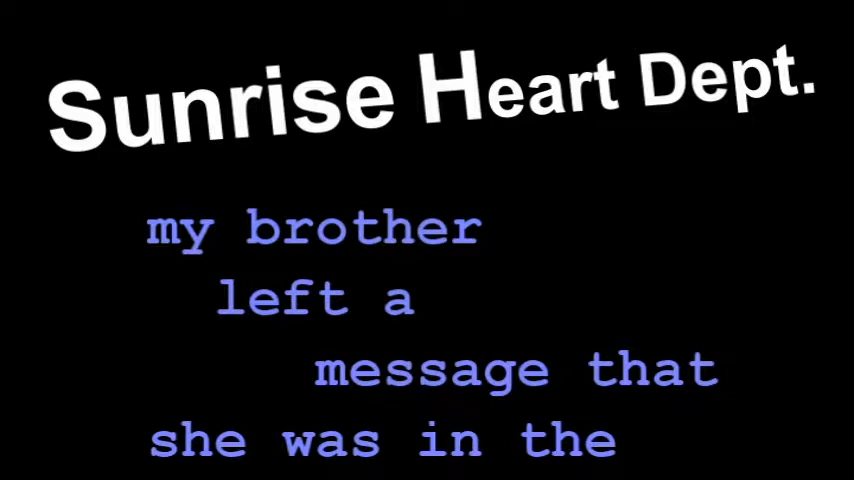 Sunrise Heart Dept.
my brother
left a
message that
she was in the